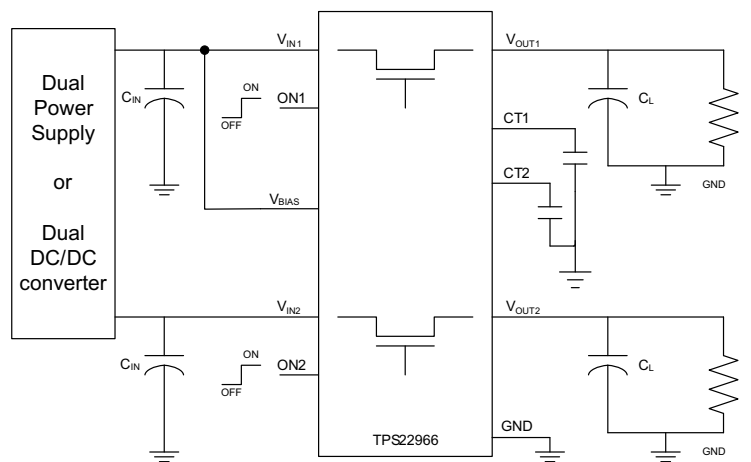 Dual
Power
Supply
or
Dual
DC/DC
converter
CIN
VIN1
ON
OFF
ON1
VBIAS
VIN2
CIN
ON
OFF
ON2
TPS22966
VOUT1
CL
GND
CT1
CT2
VOUT2
CL
GND
GND